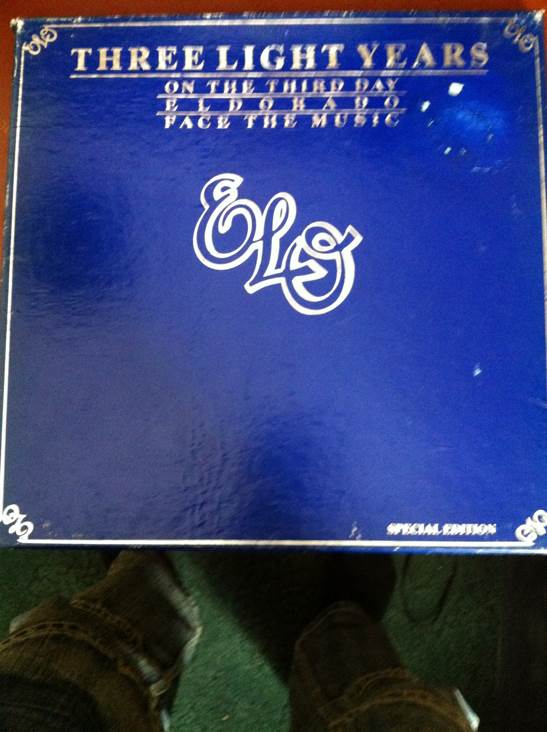 THREE LIGHT YEARS
ON THE THIRD DAY
ELDORADO
FACE THE MUSIC
ELO
SPECIAL EDITION